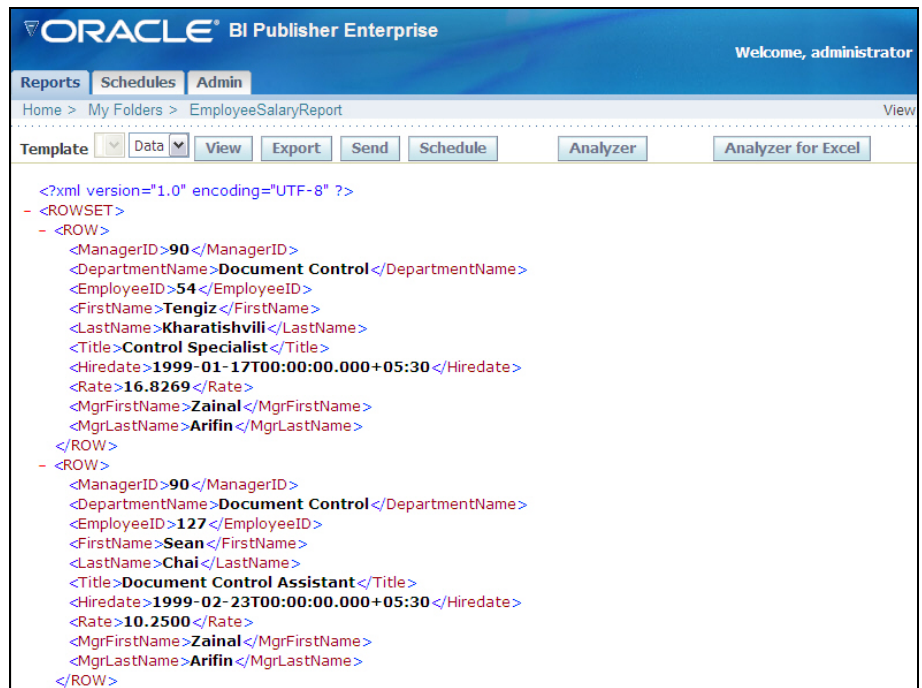 ORACLE BI Publisher Enterprise
Welcome, administrator
Reports Schedules Admin
Home > My Folders > EmployeeSalaryReport View
Template Data View Export Send Schedule Analyzer Analyzer for Excel
<?xml version="1.0" encoding="UTF-8" ?>
- <ROWSET>
- <ROW>
<ManagerID>90</ManagerID>
<DepartmentName>Document Control</DepartmentName>
<EmployeeID>54</EmployeeID>
<FirstName>Tengiz</FirstName>
<LastName>Kharatishvili</LastName>
<Title>Control Specialist</Title>
<Hiredate>1999-01-17T00:00:00.000+05:30</Hiredate>
<Rate>16.8269</Rate>
<MgrFirstName>Zainal</MgrFirstName>
<MgrLastName>Arifin</MgrLastName>
</ROW>
- <ROW>
<ManagerID>90</ManagerID>
<DepartmentName>Document Control</DepartmentName>
<EmployeeID>127</EmployeeID>
<FirstName>Sean</FirstName>
<LastName>Chai</LastName>
<Title>Document Control Assistant</Title>
<Hiredate>1999-02-23T00:00:00.000+05:30</Hiredate>
<Rate>10.2500</Rate>
<MgrFirstName>Zainal</MgrFirstName>
<MgrLastName>Arifin</MgrLastName>
</ROW>